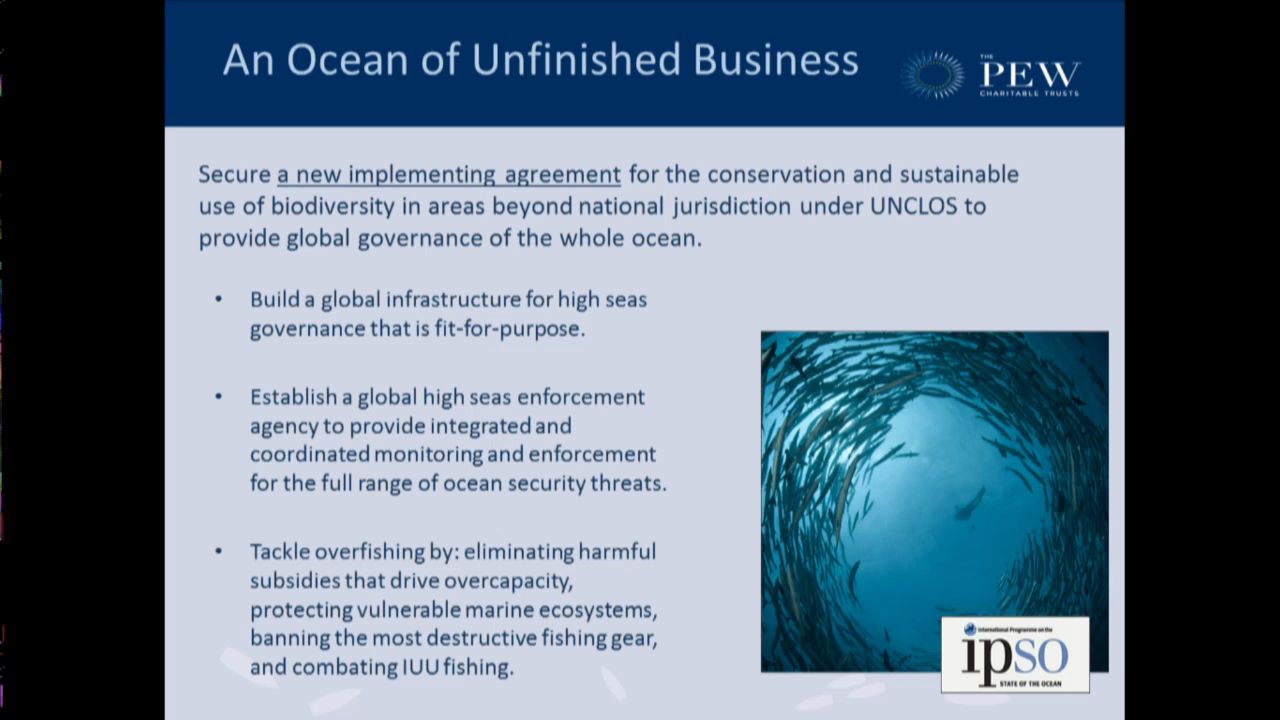 An Ocean of Unfinished Business
THE
PEW
CHARITABLE TRUSTS
Secure a new implementing agreement for the conservation and sustainable
use of biodiversity in areas beyond national jurisdiction under UNCLOS to
provide global governance of the whole ocean.
• Build a global infrastructure for high seas
governance that is fit-for-purpose.
• Establish a global high seas enforcement
agency to provide integrated and
coordinated monitoring and enforcement
for the full range of ocean security threats.
• Tackle overfishing by: eliminating harmful
subsidies that drive overcapacity,
protecting vulnerable marine ecosystems,
banning the most destructive fishing gear,
and combating IUU fishing.
International Programme on the
ipso
STATE OF THE OCEAN